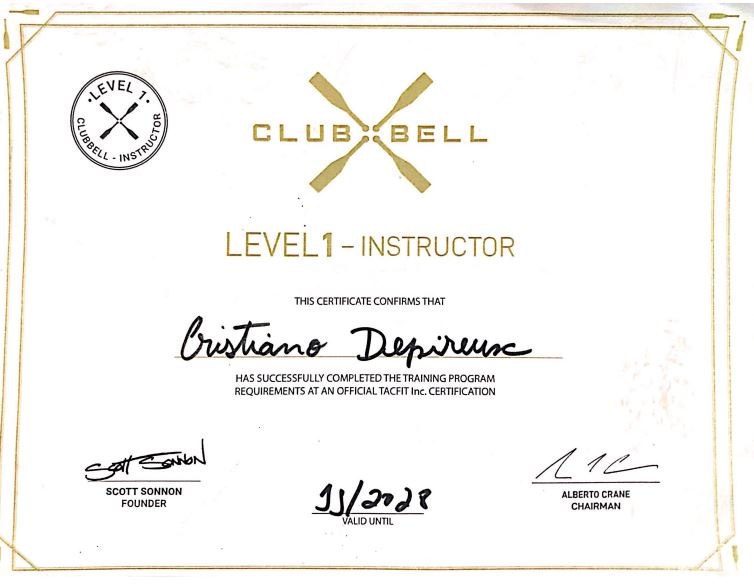 • LEVEL 1 •
CLUBBELL - INSTRUCTOR
CLUB BELL
LEVEL 1 – INSTRUCTOR
THIS CERTIFICATE CONFIRMS THAT
Cristiano Depireux
HAS SUCCESSFULLY COMPLETED THE TRAINING PROGRAM
REQUIREMENTS AT AN OFFICIAL TACFIT Inc. CERTIFICATION
Scott Sonnon
SCOTT SONNON
FOUNDER
11/2028
VALID UNTIL
ALBERTO CRANE
CHAIRMAN